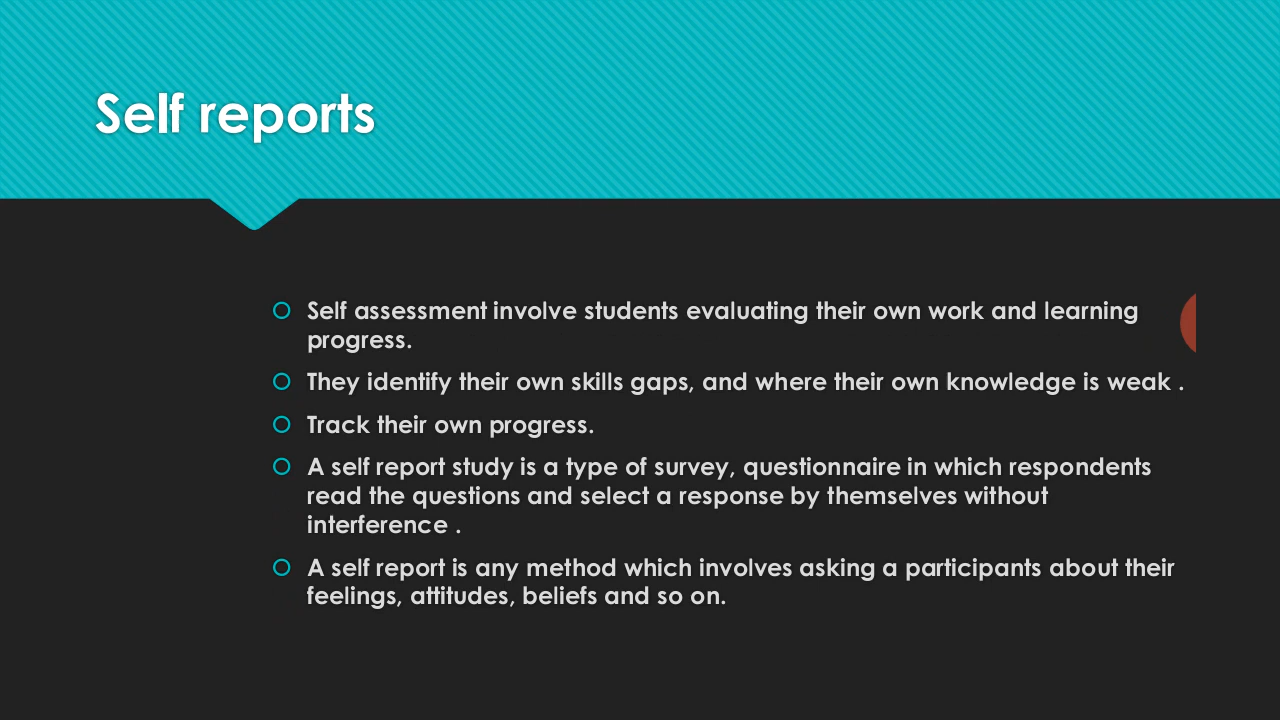 Self reports
Self assessment involve students evaluating their own work and learning
progress.
They identify their own skills gaps, and where their own knowledge is weak .
Track their own progress.
A self report study is a type of survey, questionnaire in which respondents
read the questions and select a response by themselves without
interference .
A self report is any method which involves asking a participants about their
feelings, attitudes, beliefs and so on.